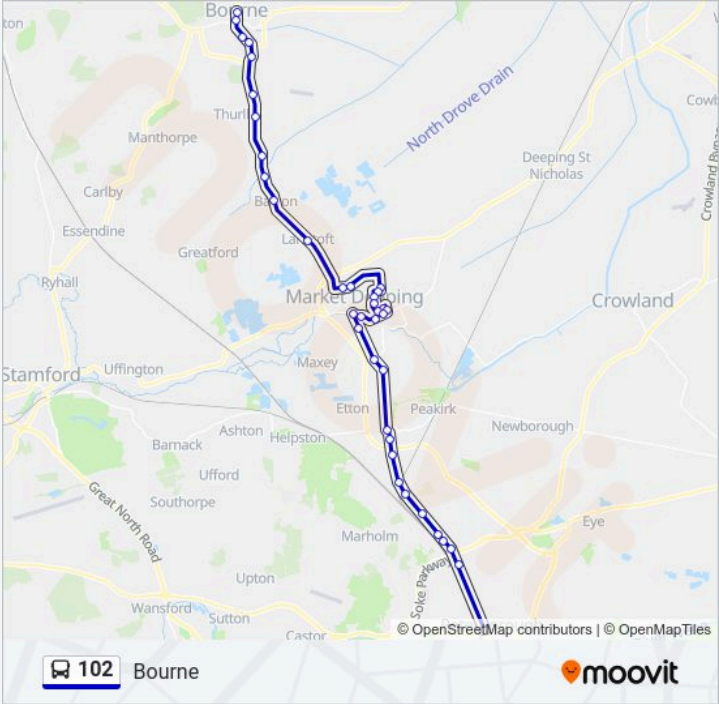 ton
Bourne
North Drove Drain
Cowb
Thurl
Manthorpe
Deeping St
Nicholas
Carlby
Crowland Bypa
Essendine
Langtoft
Greatford
Ryhall
Market Deeping
Crowland
Maxey
Stamford
Uffington
Etton
Peakirk
Newborough
Ashton
Helpston
Barnack
Ufford
Southorpe
Great North Road
Eye
Marholm
Upton
Soke Parkway
Wansford
Sutton
Castor
© OpenStreetMap contributors | © OpenMapTiles
102 Bourne
moovit